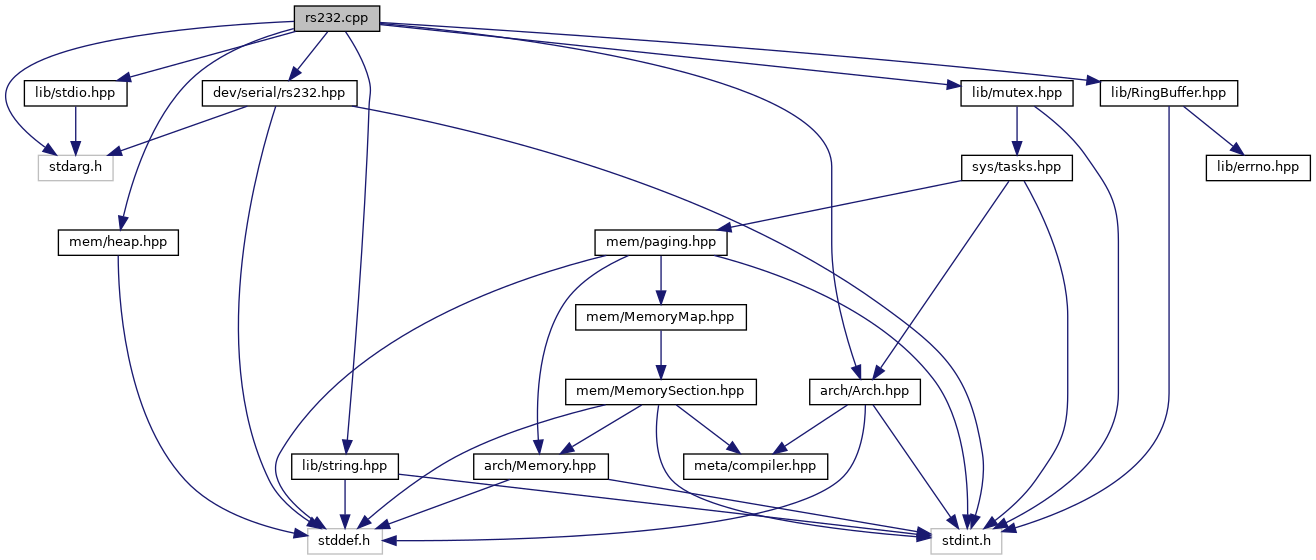 rs232.cpp
lib/stdio.hpp
dev/serial/rs232.hpp
lib/mutex.hpp
lib/RingBuffer.hpp
stdarg.h
sys/tasks.hpp
lib/errno.hpp
mem/heap.hpp
mem/paging.hpp
mem/MemoryMap.hpp
mem/MemorySection.hpp
arch/Arch.hpp
lib/string.hpp
arch/Memory.hpp
meta/compiler.hpp
stddef.h
stdint.h